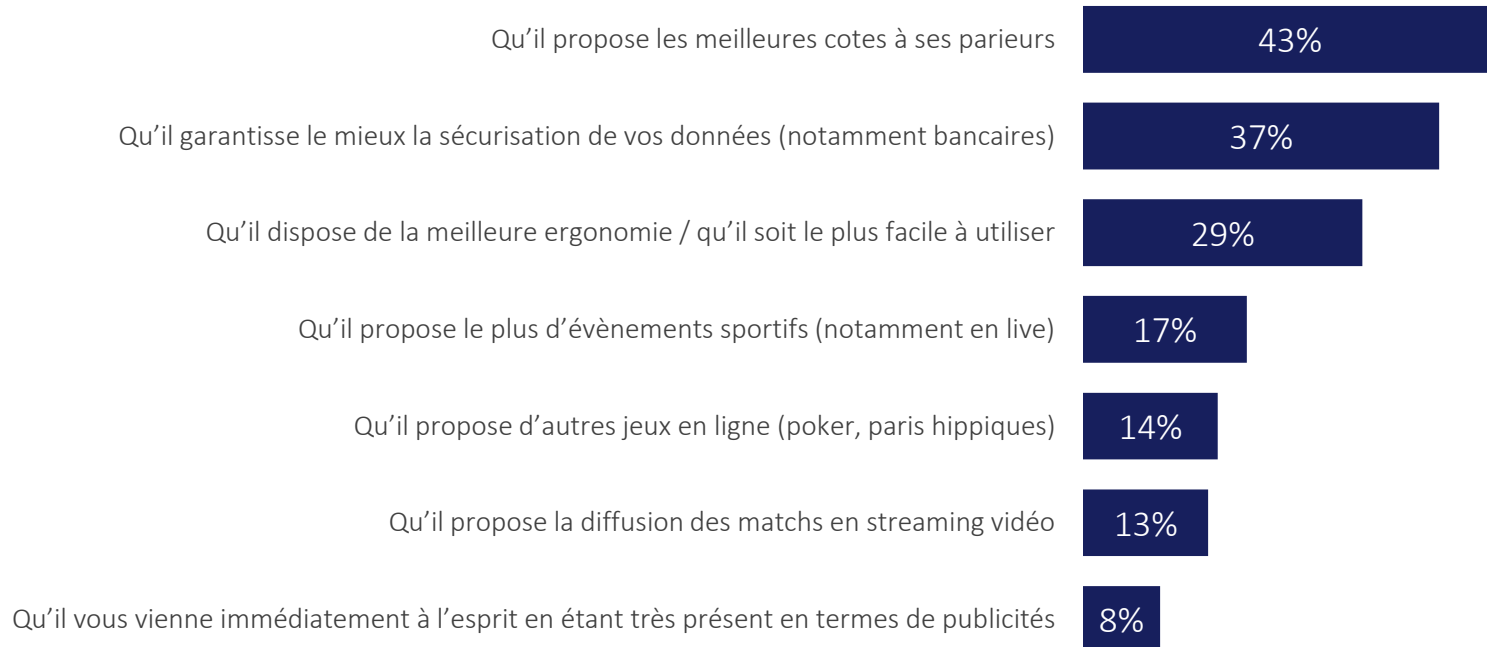 Qu’il propose les meilleures cotes à ses parieurs 43%
Qu’il garantisse le mieux la sécurisation de vos données (notamment bancaires) 37%
Qu’il dispose de la meilleure ergonomie / qu’il soit le plus facile à utiliser 29%
Qu’il propose le plus d’évènements sportifs (notamment en live) 17%
Qu’il propose d’autres jeux en ligne (poker, paris hippiques) 14%
Qu’il propose la diffusion des matchs en streaming vidéo 13%
Qu’il vous vienne immédiatement à l’esprit en étant très présent en termes de publicités 8%